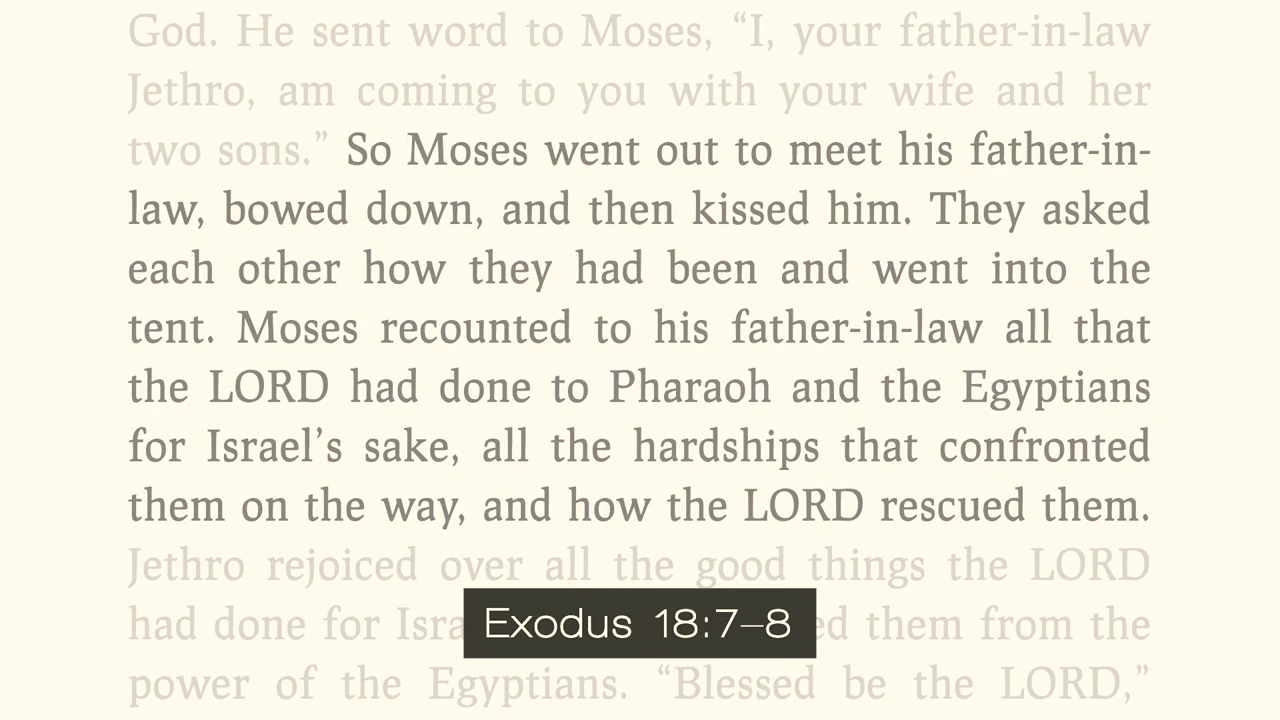 God. He sent word to Moses, “I, your father-in-law
Jethro, am coming to you with your wife and her
two sons.” So Moses went out to meet his father-in-
law, bowed down, and then kissed him. They asked
each other how they had been and went into the
tent. Moses recounted to his father-in-law all that
the LORD had done to Pharaoh and the Egyptians
for Israel’s sake, all the hardships that confronted
them on the way, and how the LORD rescued them.
Jethro rejoiced over all the good things the LORD
had done for them from the
Exodus 18:7–8
power of the Egyptians. “Blessed be the LORD,”